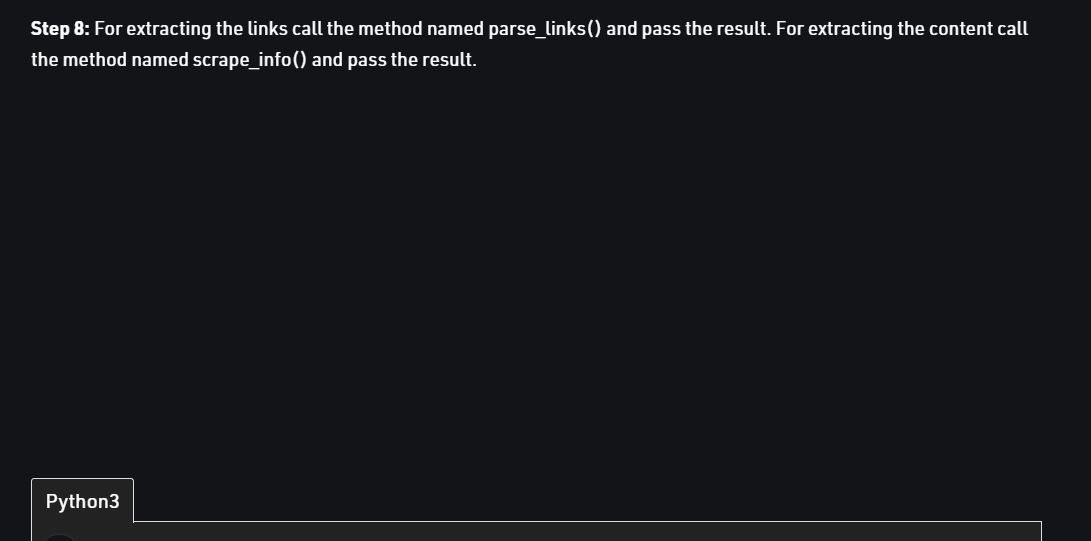 Step 8: For extracting the links call the method named parse_links() and pass the result. For extracting the content call
the method named scrape_info() and pass the result.
Python3